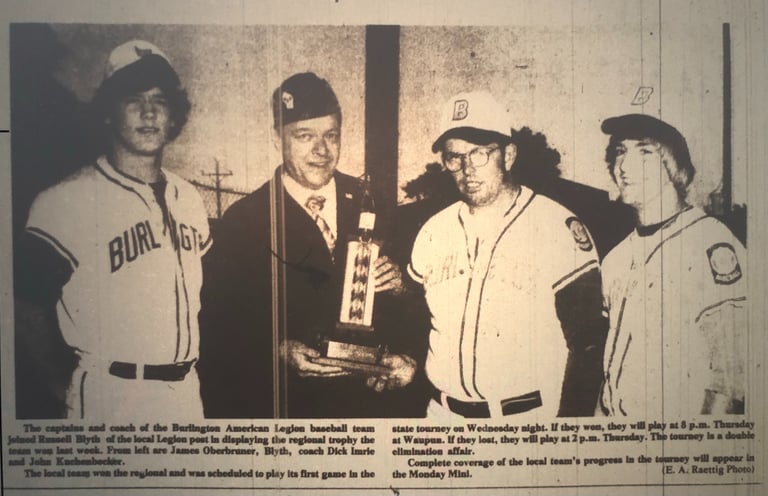 BURLINGT
B
B
The captains and coach of the Burlington American Legion baseball team
joined Russell Blyth of the local Legion post in displaying the regional trophy the
team won last week. From left are James Oberbruner, Blyth, coach Dick Imrie
and John Knchenbecker.
The local team won the regional and was scheduled to play its first game in the
state tourney on Wednesday night. If they won, they will play at 8 p.m. Thursday
at Waupun. If they lost, they will play at 2 p.m. Thursday. The tourney is a double
elimination affair.
Complete coverage of the local team's progress in the tourney will appear in
the Monday Mini.
(E. A. Raettig Photo)